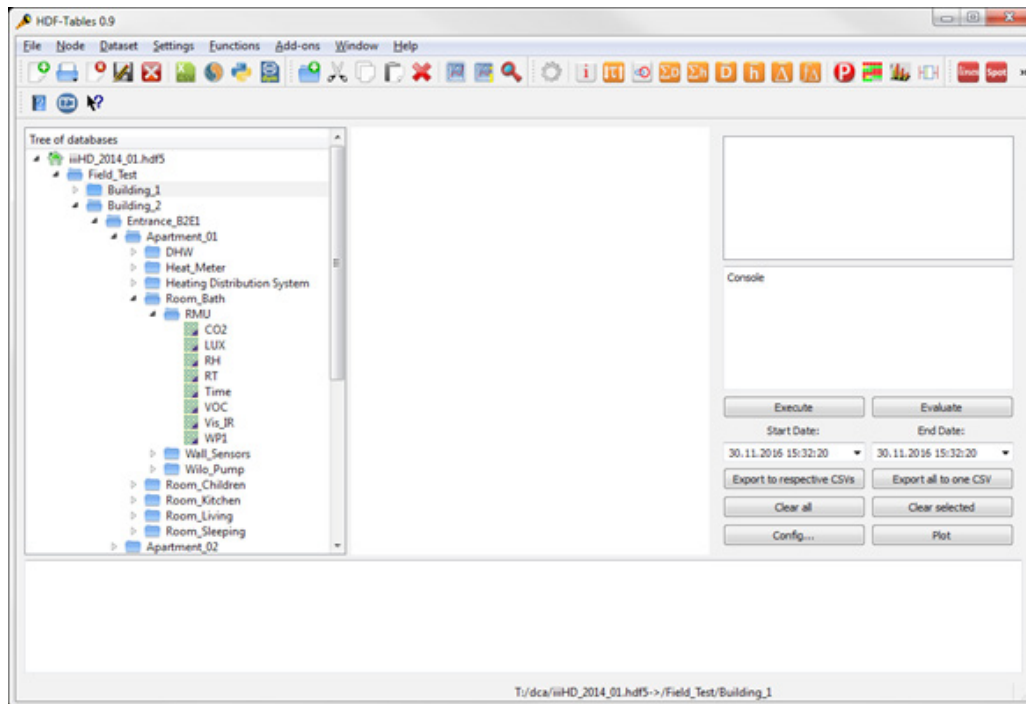 HDF-Tables 0.9
File Node Dataset Settings Functions Add-ons Window Help
Tree of databases
iiiHD_2014_01.hdf5
Field_Test
Building_1
Building_2
Entrance_B2E1
Apartment_01
DHW
Heat_Meter
Heating Distribution System
Room_Bath
RMU
CO2
LUX
RH
RT
Time
VOC
Vis_IR
WP1
Wall_Sensors
Wilo_Pump
Room_Children
Room_Kitchen
Room_Living
Room_Sleeping
Apartment_02
Console
Execute Evaluate
Start Date: End Date:
30.11.2016 15:32:20 30.11.2016 15:32:20
Export to respective CSVs Export all to one CSV
Clear all Clear selected
Config... Plot
T:/dca/iiiHD_2014_01.hdf5->/Field_Test/Building_1